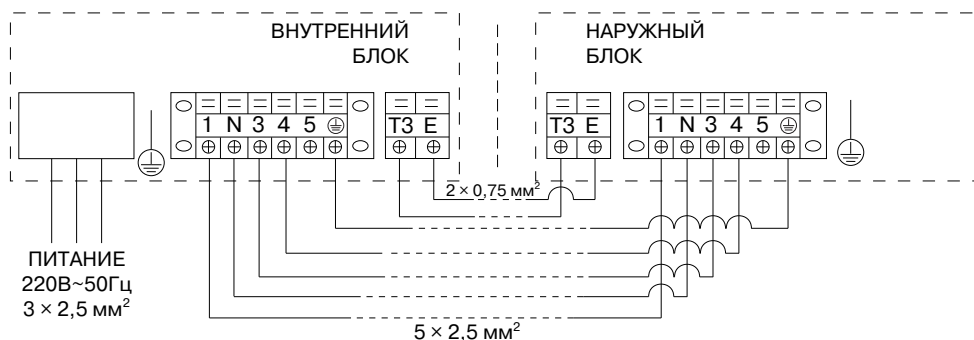 ВНУТРЕННИЙ
БЛОК
НАРУЖНЫЙ
БЛОК
1 N 3 4 5 T3 E
T3 E 1 N 3 4 5
2 × 0,75 мм²
ПИТАНИЕ
220В~50Гц
3 × 2,5 мм²
5 × 2,5 мм²